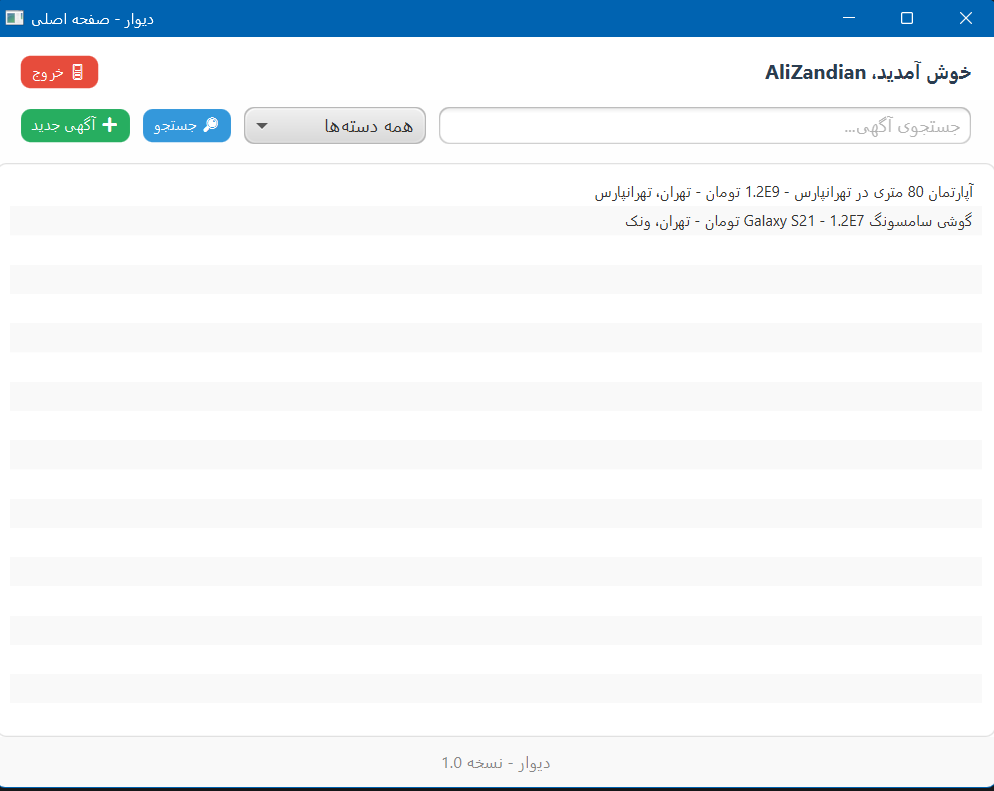 دیوار - صفحه اصلی
خوش آمدید، AliZandian
خروج
جستجوی آگهی...
همه دسته‌ها
جستجو
آگهی جدید
آپارتمان 80 متری در تهرانپارس - 1.2E9 تومان - تهران، تهرانپارس
گوشی سامسونگ Galaxy S21 - 1.2E7 تومان - تهران، ونک
دیوار - نسخه 1.0